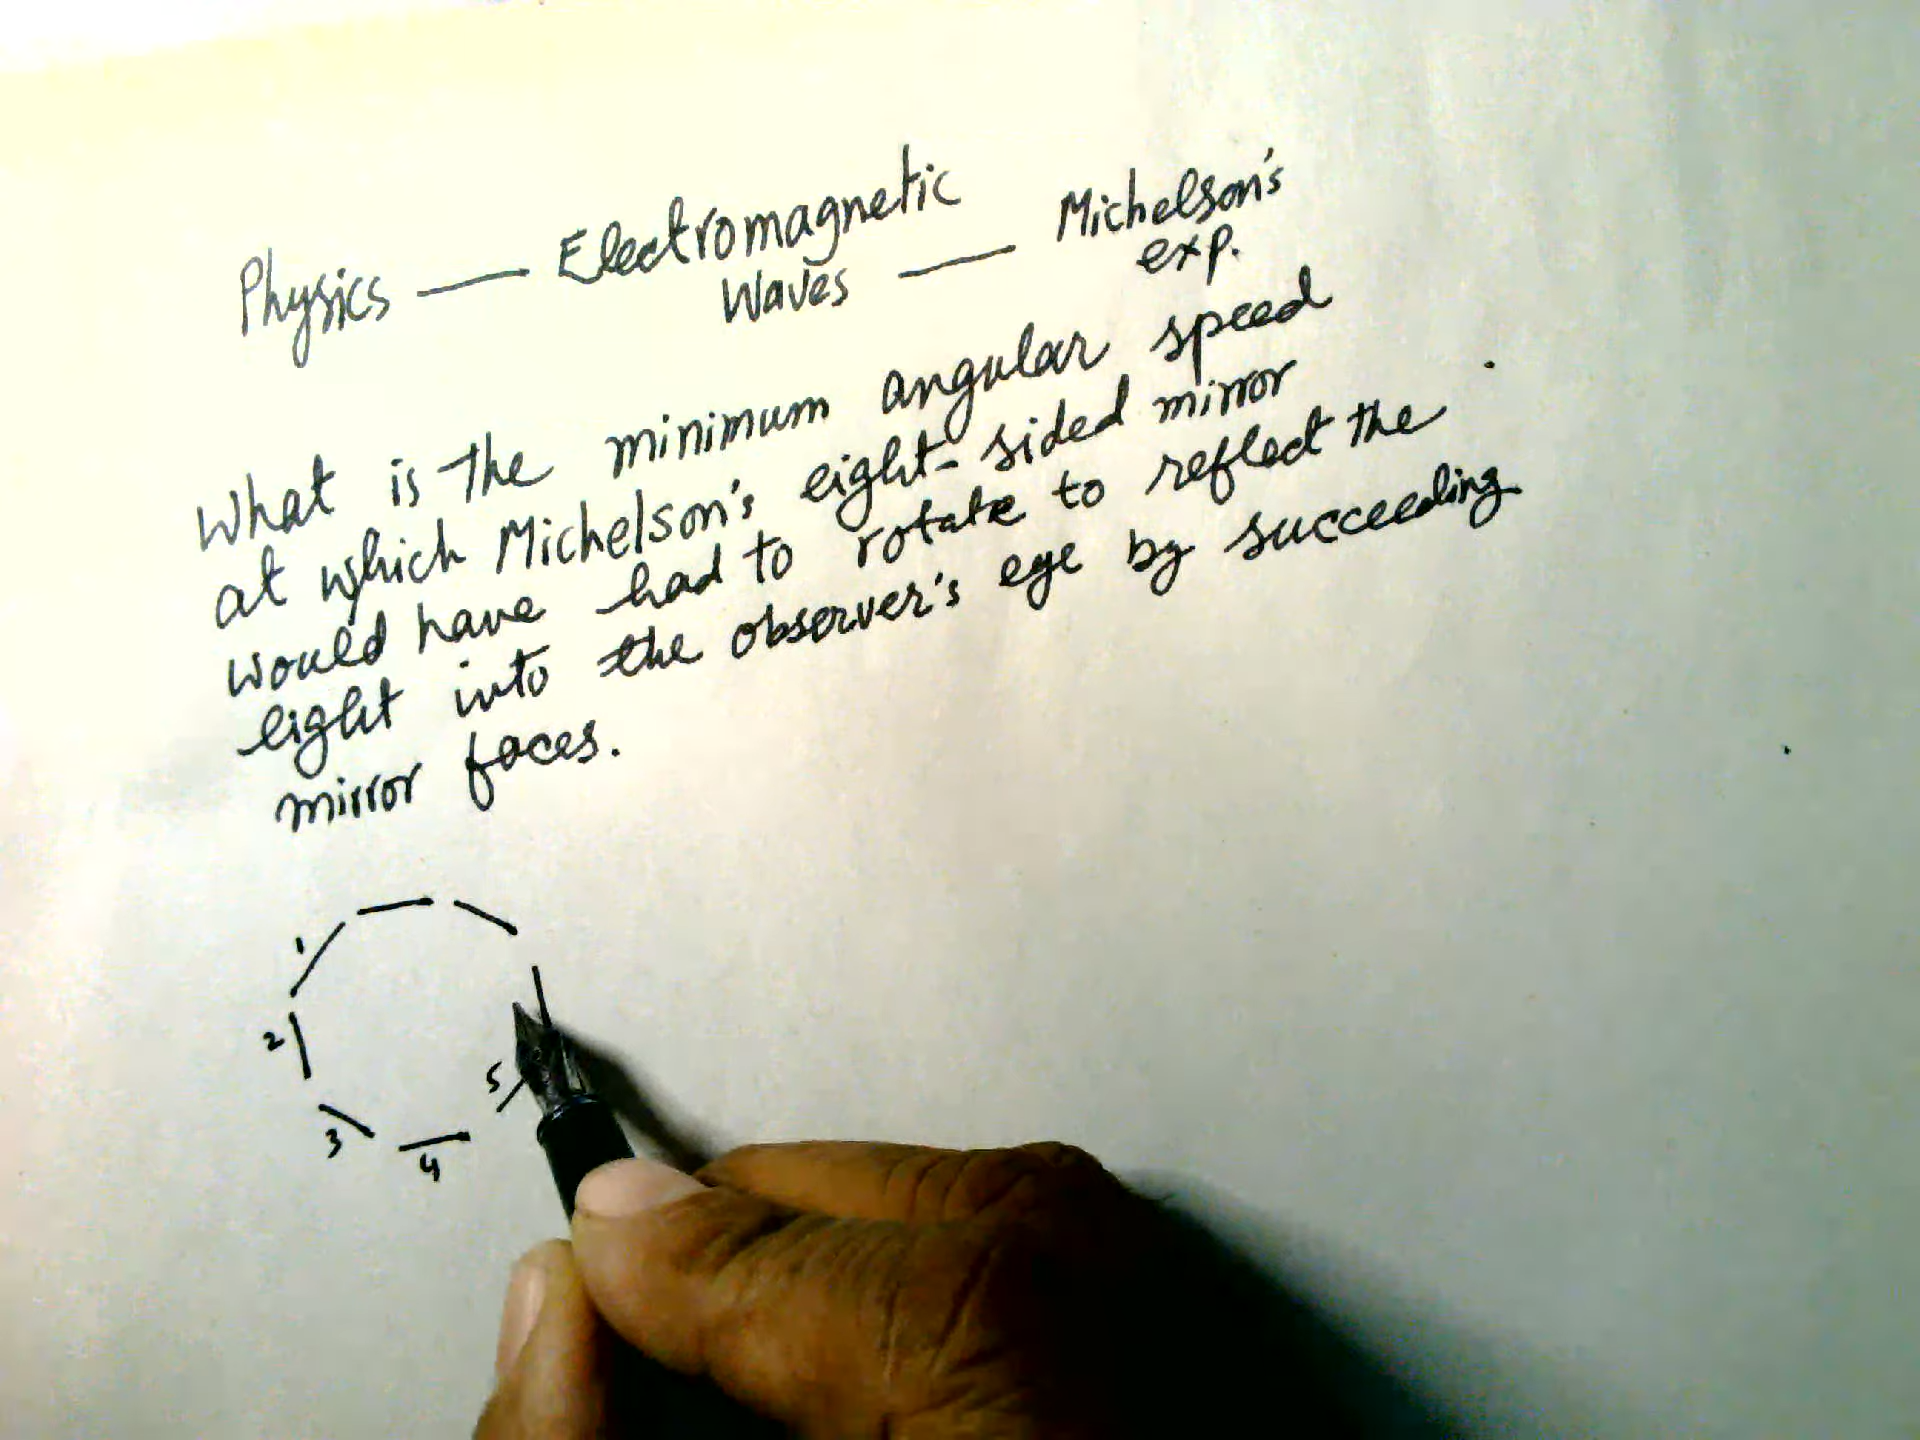 Physics — Electromagnetic Waves — Michelson's exp.
What is the minimum angular speed
at which Michelson's eight-sided mirror
would have had to rotate to reflect the
light into the observer's eye by succeeding
mirror faces.
1
2
3
4
5